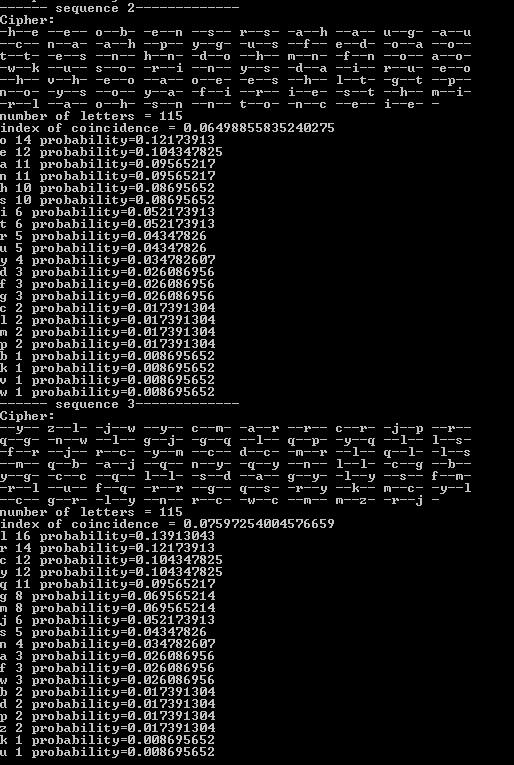 ------ sequence 2-------------
Cipher:
-h--e --e-- o--b- -e--n --s-- r--s- -a--h --a-- u--g- -a--u
--c-- n--a- -a--h --p-- y--g- -u--s --f-- e--d- -o--a --o--
t--t- -e--s --n-- h--n- -d--o --h-- m--o- -a--s --o-- a--o-
-w--k --u-- s--o- -r--i --n-- y--s- -d--a --i-- r--u- -e--o
--h-- v--h- -e--o --y-- o--e- -e--s --h-- l--t- -g--t --p--
n--o- -y--s --o-- y--a- -f--i --t-- r--o- -s--n --h-- m--i-
-r--l --a-- o--h- -s--n --n-- t--o- -n--c --e-- i--e- -
number of letters = 115
index of coincidence = 0.06498855835240275
o 14 probability=0.12173913
e 12 probability=0.104347825
a 11 probability=0.09565217
n 11 probability=0.09565217
h 10 probability=0.08695652
s 10 probability=0.08695652
i 6 probability=0.052173913
t 6 probability=0.052173913
r 5 probability=0.04347826
u 5 probability=0.04347826
y 4 probability=0.034782607
d 3 probability=0.026086956
f 3 probability=0.026086956
g 3 probability=0.026086956
c 2 probability=0.017391304
l 2 probability=0.017391304
m 2 probability=0.017391304
p 2 probability=0.017391304
b 1 probability=0.008695652
k 1 probability=0.008695652
v 1 probability=0.008695652
w 1 probability=0.008695652
------ sequence 3-------------
Cipher:
--y-- z--l- -j--w --y-- c--m- -a--r --r-- c--r- -j--p --r--
q--g- -n--w --l-- g--j- -g--q --l-- q--p- -y--q --l-- l--s-
-f--r --j-- r--c- -y--m --c-- d--c- -m--r --l-- q--l- -l--s
--m-- q--b- -a--j --q-- n--y- -q--y --n-- l--l- -c--g --b--
y--g- -q--c --q-- l--l- -s--d --a-- g--s- -y--y --s-- f--m-
-r--l --u-- f--q- -r--r --g-- r--y- -k--m --c-- m--c- -y--l
--c-- g--r- -l--y --n-- r--c- -w--c --m-- m--z- -r--j -
number of letters = 115
index of coincidence = 0.07597254004576659
l 16 probability=0.13913043
r 14 probability=0.12173913
c 12 probability=0.104347825
y 12 probability=0.104347825
q 11 probability=0.09565217
g 8 probability=0.069565214
m 8 probability=0.069565214
j 6 probability=0.052173913
s 5 probability=0.04347826
n 4 probability=0.034782607
a 3 probability=0.026086956
f 3 probability=0.026086956
w 3 probability=0.026086956
b 2 probability=0.017391304
d 2 probability=0.017391304
p 2 probability=0.017391304
z 2 probability=0.017391304
k 1 probability=0.008695652
u 1 probability=0.008695652